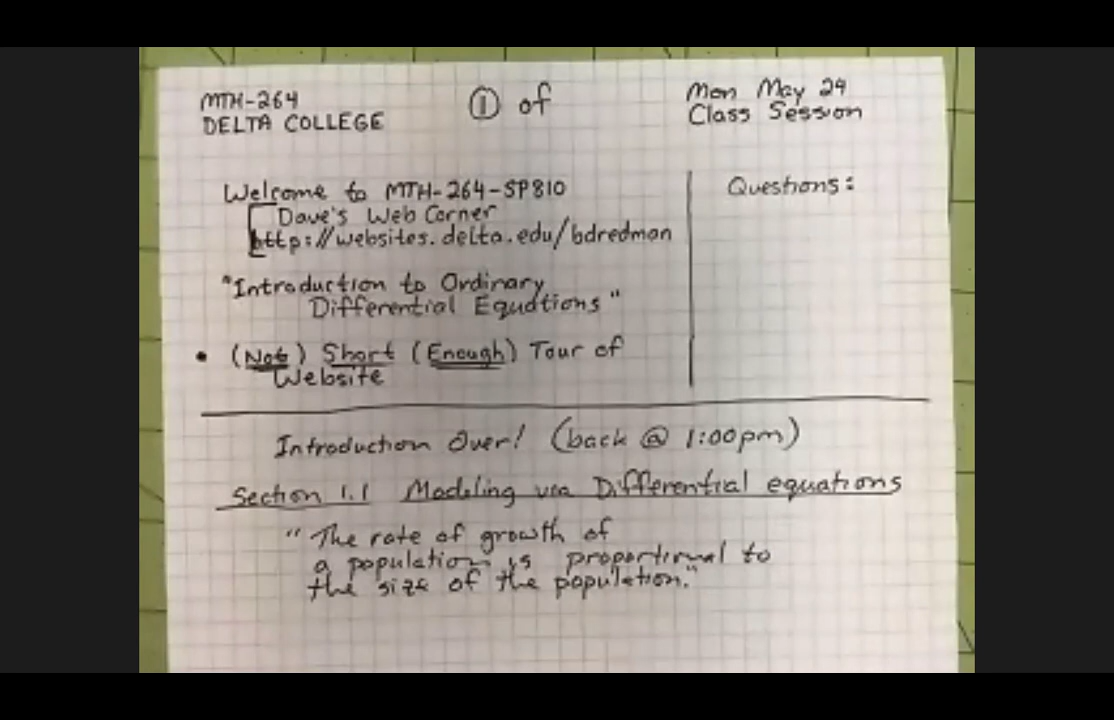 MTH-264
DELTA COLLEGE
① of
Mon May 24
Class Session
Welcome to MTH-264-SP810
Dave's Web Corner
http://websites.delta.edu/bdredman
"Introduction to Ordinary
Differential Equations"
• (Not) Short (Enough) Tour of
Website
Questions:
Introduction Over! (back @ 1:00pm)
Section 1.1 Modeling via Differential equations
"The rate of growth of
a population is proportional to
the size of the population."